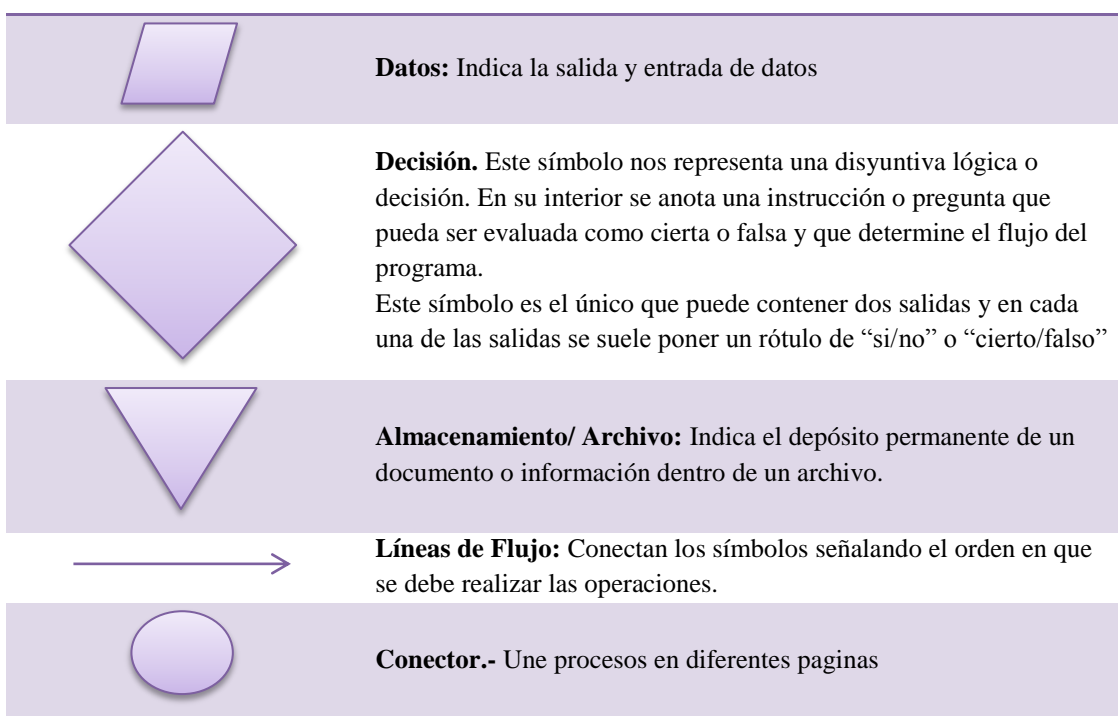 Datos: Indica la salida y entrada de datos
Decisión. Este símbolo nos representa una disyuntiva lógica o
decisión. En su interior se anota una instrucción o pregunta que
pueda ser evaluada como cierta o falsa y que determine el flujo del
programa.
Este símbolo es el único que puede contener dos salidas y en cada
una de las salidas se suele poner un rótulo de “si/no” o “cierto/falso”
Almacenamiento/ Archivo: Indica el depósito permanente de un
documento o información dentro de un archivo.
Líneas de Flujo: Conectan los símbolos señalando el orden en que
se debe realizar las operaciones.
Conector.- Une procesos en diferentes paginas